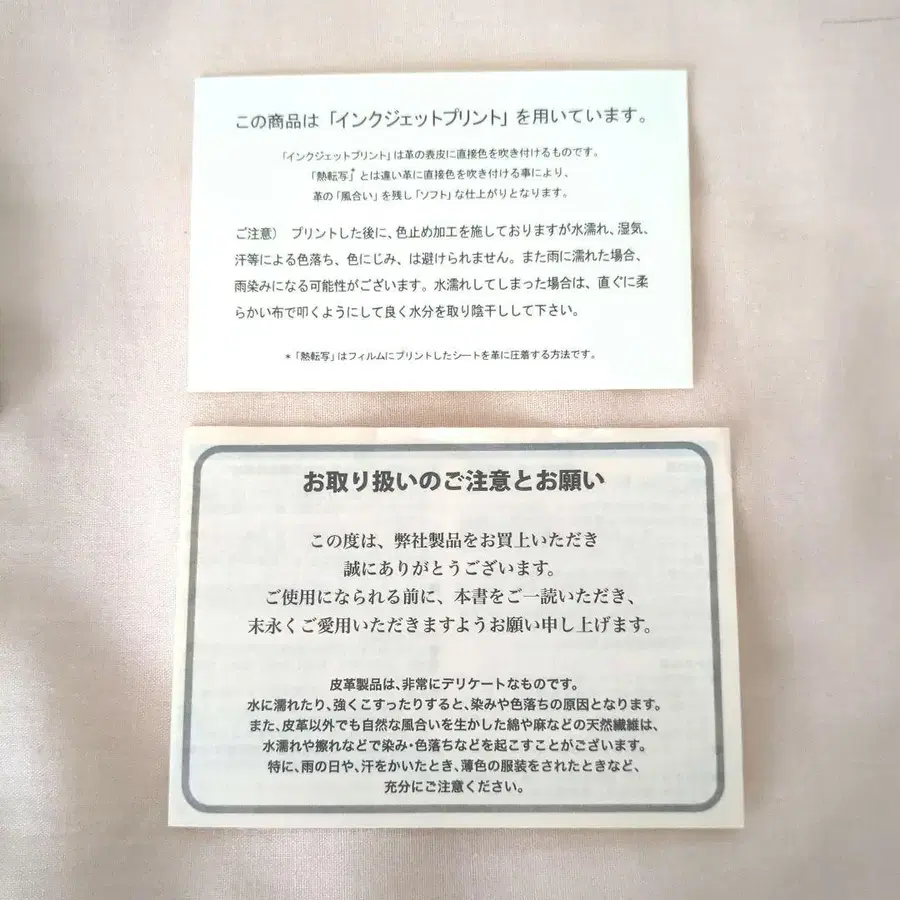 この商品は「インクジェットプリント」を用いています。
「インクジェットプリント」は革の表皮に直接色を吹き付けるものです。
「熱転写」*とは違い革に直接色を吹き付ける事により、
革の「風合い」を残し「ソフト」な仕上がりとなります。
ご注意） プリントした後に、色止め加工を施しておりますが水濡れ、湿気、
汗等による色落ち、色にじみ、は避けられません。また雨に濡れた場合、
雨染みになる可能性がございます。水濡れしてしまった場合は、直ぐに柔
らかい布で叩くようにして良く水分を取り陰干しして下さい。
*「熱転写」はフィルムにプリントしたシートを革に圧着する方法です。
お取り扱いのご注意とお願い
この度は、弊社製品をお買上いただき
誠にありがとうございます。
ご使用になられる前に、本書をご一読いただき、
末永くご愛用いただきますようお願い申し上げます。
皮革製品は、非常にデリケートなものです。
水に濡れたり、強くこすったりすると、染みや色落ちの原因となります。
また、皮革以外でも自然な風合いを生かした綿や麻などの天然繊維は、
水濡れや擦れなどで染み・色落ちなどを起こすことがございます。
特に、雨の日や、汗をかいたとき、薄色の服装をされたときなど、
充分にご注意ください。